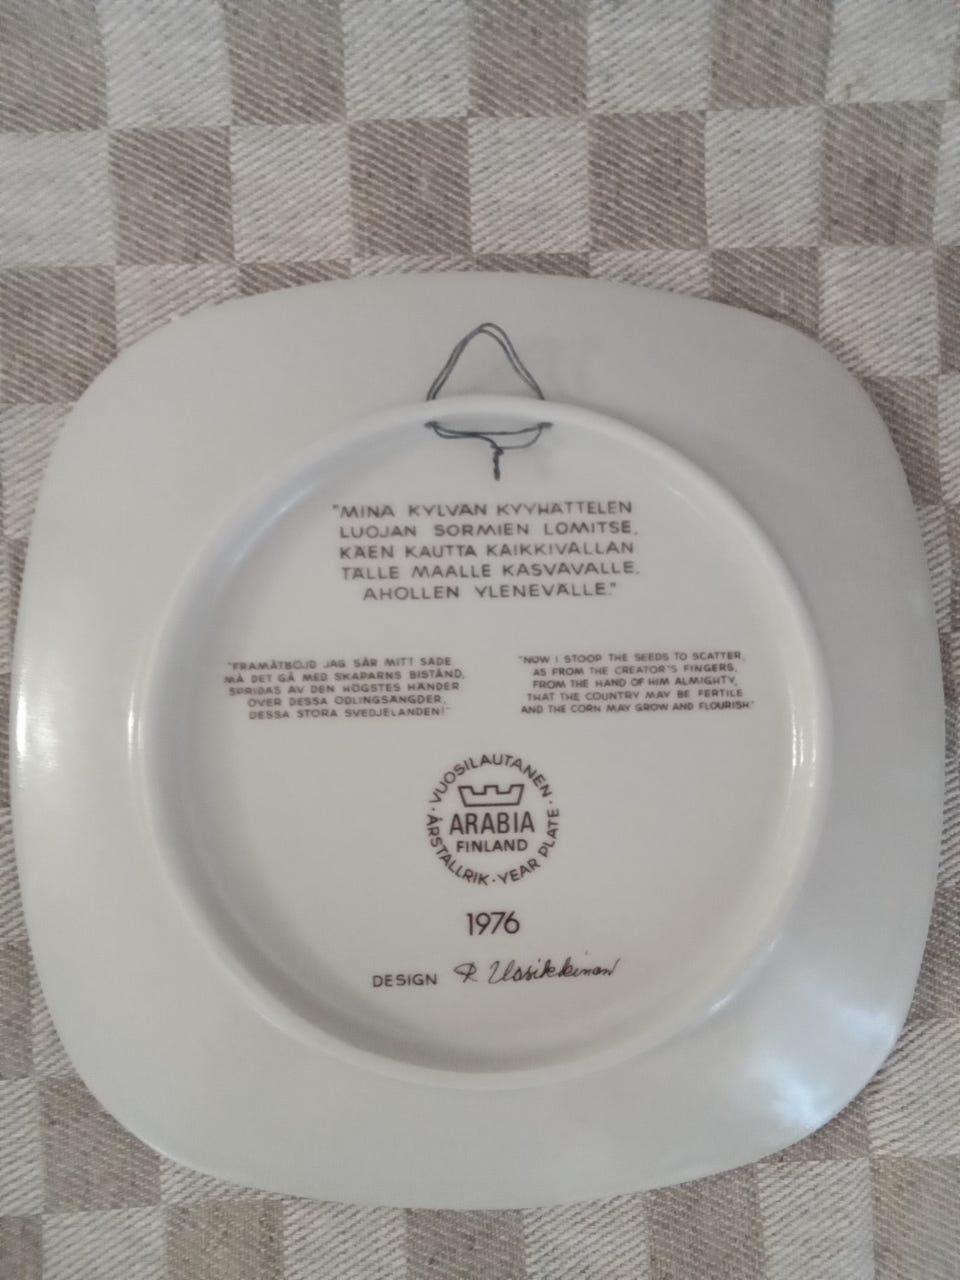 "MINA KYLVÄN KYYHÄTTELEN
LUOJAN SORMIEN LOMITSE,
KÄEN KAUTTA KAIKKIVALLAN
TÄLLE MAALLE KASVAVALLE,
AHOLLEN YLENEVÄLLE."
"FRAMÅTBÖJD JAG SÅR MITT SÄDE
MÅ DET GÅ MED SKAPARNS BISTÅND,
SPRIDAS AV DEN HÖGSTES HÄNDER
ÖVER DESSA ODLINGSÄNGDER,
DESSA STORA SVEDJELANDEN!"
"NOW I STOOP THE SEEDS TO SCATTER,
AS FROM THE CREATOR'S FINGERS,
FROM THE HAND OF HIM ALMIGHTY,
THAT THE COUNTRY MAY BE FERTILE
AND THE CORN MAY GROW AND FLOURISH"
· VUOSILAUTANEN · ÅRSTALLRIK · YEAR PLATE
ARABIA
FINLAND
1976
DESIGN R. Uosikkinen